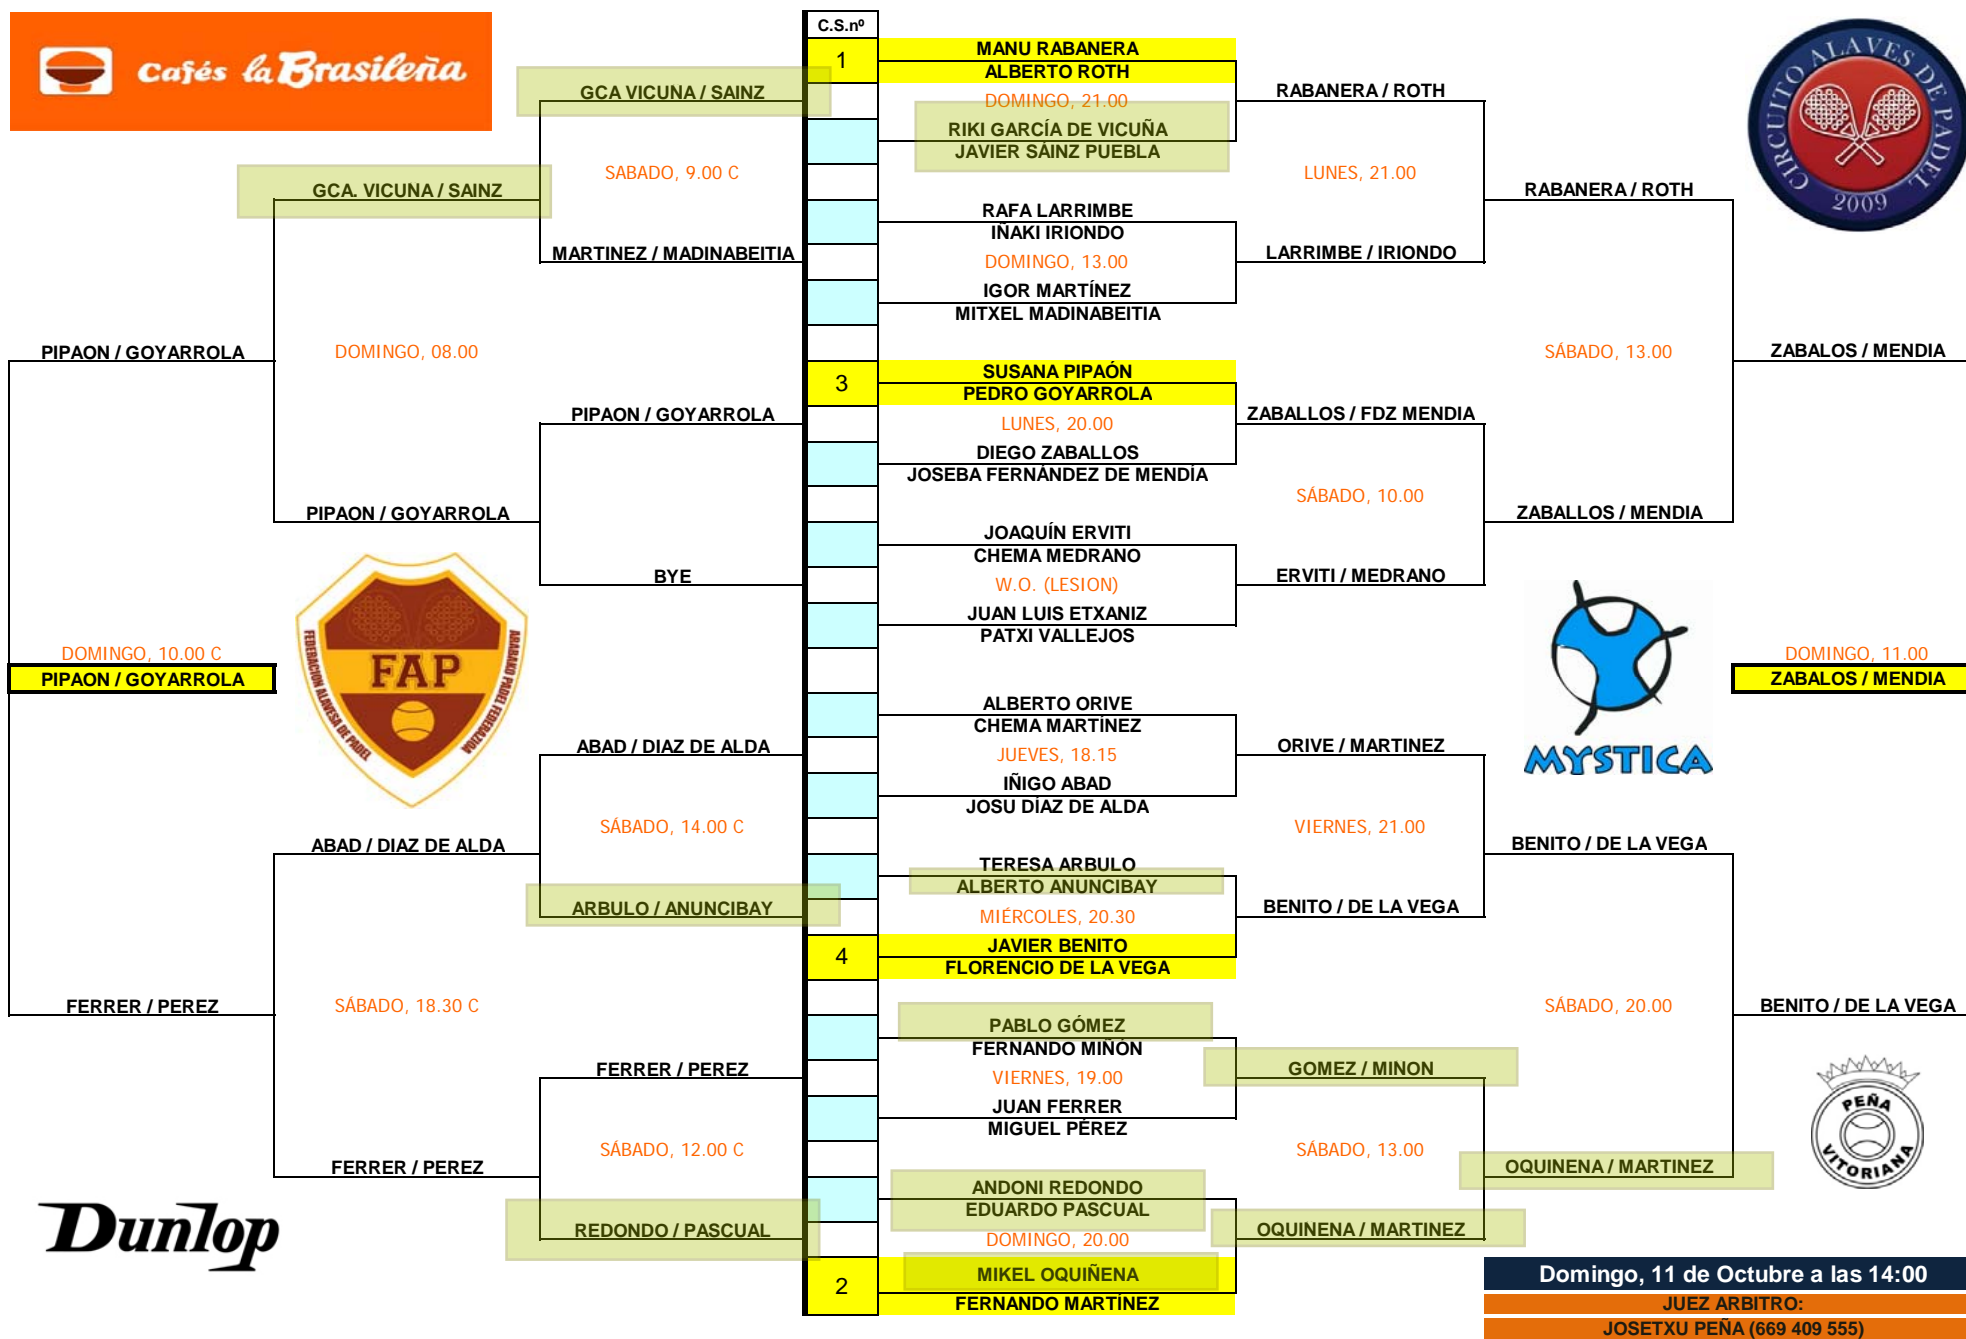 Cafés la Brasileña
C.S.nº
1
MANU RABANERA
ALBERTO ROTH
DOMINGO, 21.00
RIKI GARCÍA DE VICUÑA
JAVIER SÁINZ PUEBLA
RAFA LARRIMBE
IÑAKI IRIONDO
DOMINGO, 13.00
IGOR MARTÍNEZ
MITXEL MADINABEITIA
3
SUSANA PIPAÓN
PEDRO GOYARROLA
LUNES, 20.00
DIEGO ZABALLOS
JOSEBA FERNÁNDEZ DE MENDÍA
JOAQUÍN ERVITI
CHEMA MEDRANO
W.O. (LESION)
JUAN LUIS ETXANIZ
PATXI VALLEJOS
ALBERTO ORIVE
CHEMA MARTÍNEZ
JUEVES, 18.15
IÑIGO ABAD
JOSU DÍAZ DE ALDA
TERESA ARBULO
ALBERTO ANUNCIBAY
MIÉRCOLES, 20.30
4
JAVIER BENITO
FLORENCIO DE LA VEGA
PABLO GÓMEZ
FERNANDO MIÑÓN
VIERNES, 19.00
JUAN FERRER
MIGUEL PÉREZ
ANDONI REDONDO
EDUARDO PASCUAL
DOMINGO, 20.00
2
MIKEL OQUIÑENA
FERNANDO MARTÍNEZ
GCA VICUNA / SAINZ
SABADO, 9.00 C
MARTINEZ / MADINABEITIA
PIPAON / GOYARROLA
BYE
ABAD / DIAZ DE ALDA
SÁBADO, 14.00 C
ARBULO / ANUNCIBAY
FERRER / PEREZ
SÁBADO, 12.00 C
REDONDO / PASCUAL
GCA. VICUNA / SAINZ
DOMINGO, 08.00
PIPAON / GOYARROLA
ABAD / DIAZ DE ALDA
SÁBADO, 18.30 C
FERRER / PEREZ
PIPAON / GOYARROLA
DOMINGO, 10.00 C
PIPAON / GOYARROLA
FERRER / PEREZ
FAP
FEDERACION ALAVESA DE PADEL
ARABAKO PADEL FEDERAZIOA
Dunlop
RABANERA / ROTH
LUNES, 21.00
LARRIMBE / IRIONDO
ZABALLOS / FDZ MENDIA
SÁBADO, 10.00
ERVITI / MEDRANO
ORIVE / MARTINEZ
VIERNES, 21.00
BENITO / DE LA VEGA
GOMEZ / MINON
SÁBADO, 13.00
OQUINENA / MARTINEZ
RABANERA / ROTH
SÁBADO, 13.00
ZABALLOS / MENDIA
BENITO / DE LA VEGA
SÁBADO, 20.00
OQUINENA / MARTINEZ
ZABALOS / MENDIA
DOMINGO, 11.00
ZABALOS / MENDIA
BENITO / DE LA VEGA
CIRCUITO ALAVES DE PADEL
2009
MYSTICA
PEÑA
VITORIANA
Domingo, 11 de Octubre a las 14:00
JUEZ ARBITRO:
JOSETXU PEÑA (669 409 555)